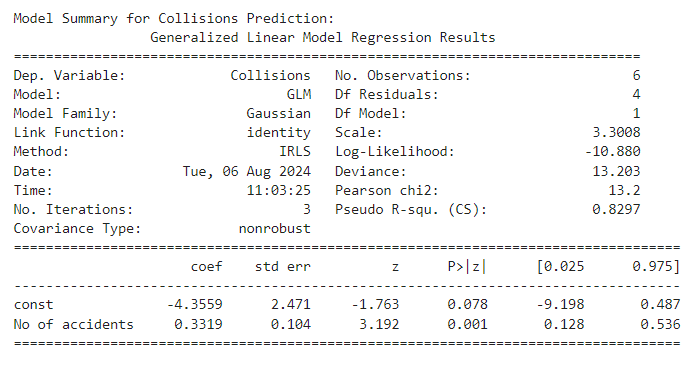 Model Summary for Collisions Prediction:
Generalized Linear Model Regression Results
==============================================================================
Dep. Variable: Collisions No. Observations: 6
Model: GLM Df Residuals: 4
Model Family: Gaussian Df Model: 1
Link Function: identity Scale: 3.3008
Method: IRLS Log-Likelihood: -10.880
Date: Tue, 06 Aug 2024 Deviance: 13.203
Time: 11:03:25 Pearson chi2: 13.2
No. Iterations: 3 Pseudo R-squ. (CS): 0.8297
Covariance Type: nonrobust
===================================================================================
coef std err z P>|z| [0.025 0.975]
-----------------------------------------------------------------------------------
const -4.3559 2.471 -1.763 0.078 -9.198 0.487
No of accidents 0.3319 0.104 3.192 0.001 0.128 0.536
===================================================================================